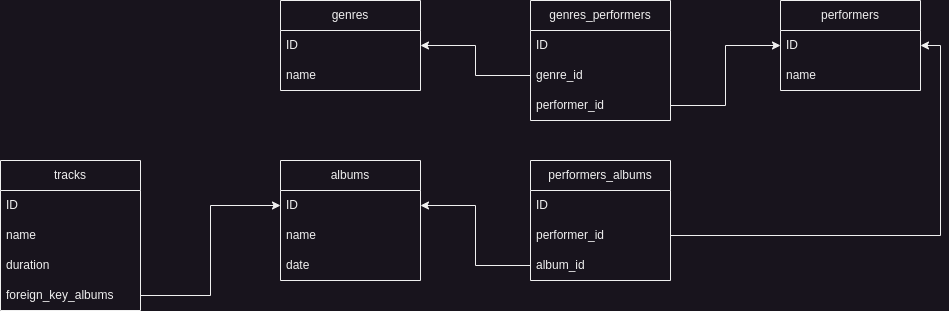 genres
ID
name
genres_performers
ID
genre_id
performer_id
performers
ID
name
tracks
ID
name
duration
foreign_key_albums
albums
ID
name
date
performers_albums
ID
performer_id
album_id